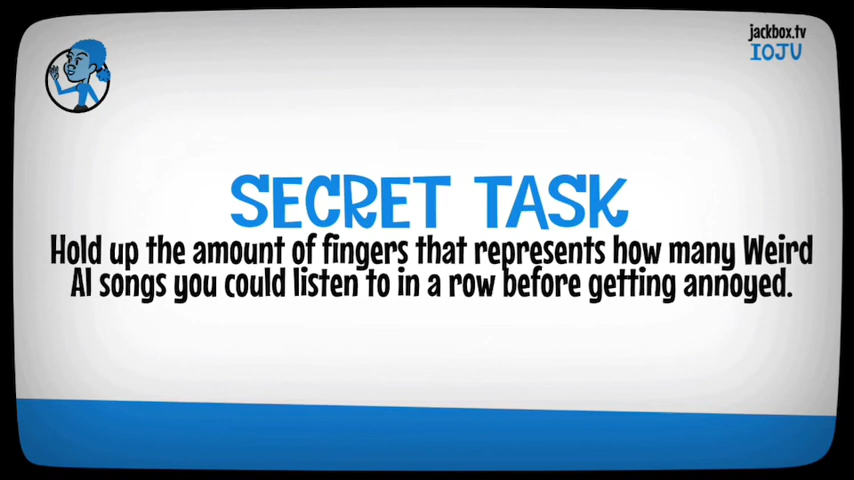 jackbox.tv
IOJU
SECRET TASK
Hold up the amount of fingers that represents how many Weird
Al songs you could listen to in a row before getting annoyed.